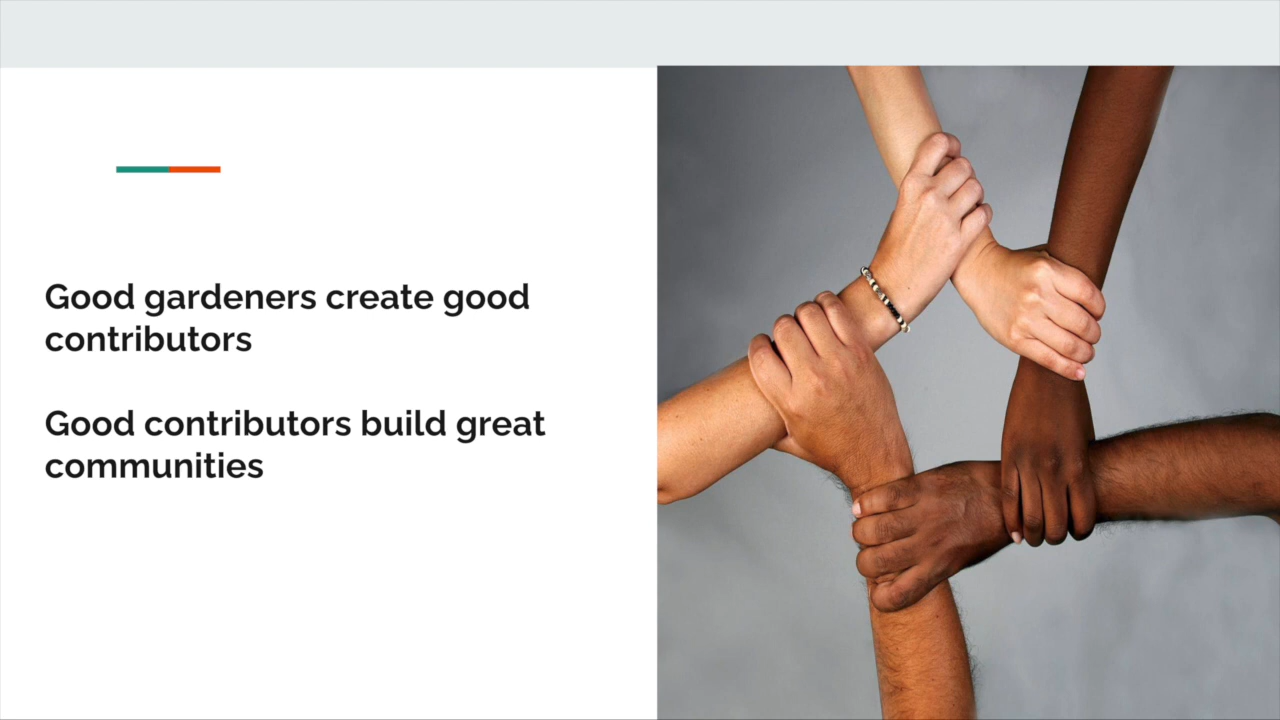 Good gardeners create good
contributors
Good contributors build great
communities